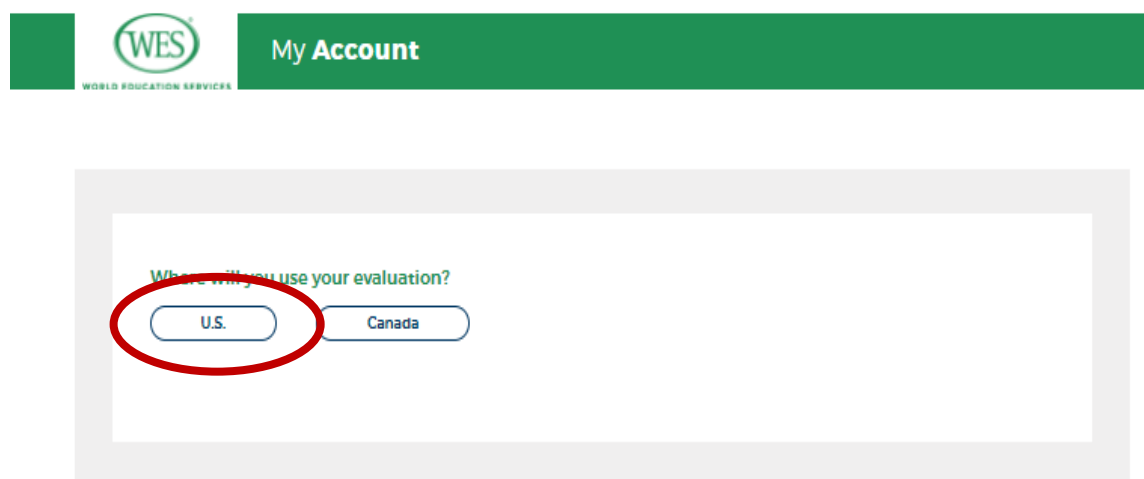 WES
My Account
WORLD EDUCATION SERVICES
Where will you use your evaluation?
U.S.
Canada